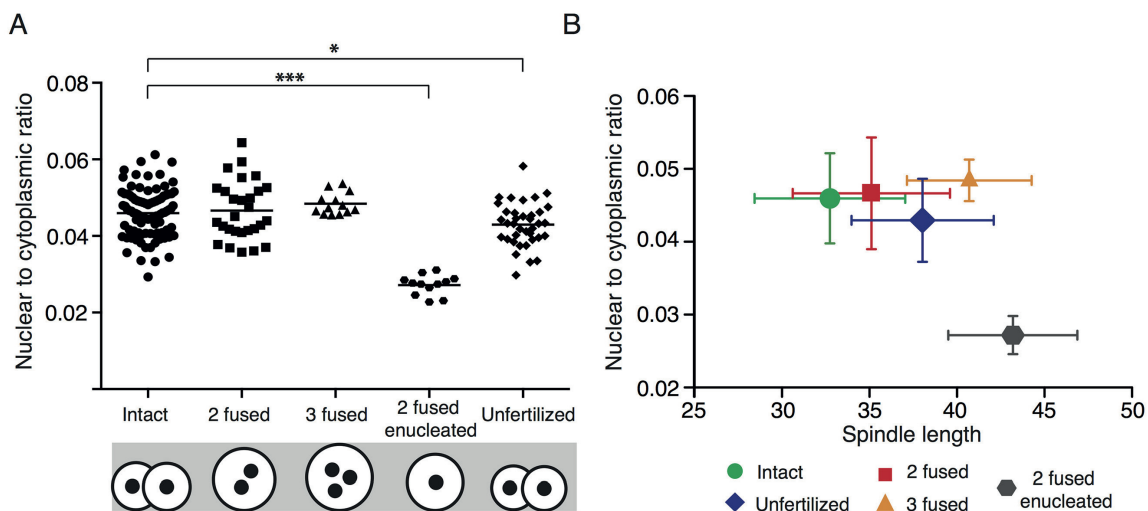 A
Nuclear to cytoplasmic ratio
0.08
0.06
0.04
0.02
*
***
Intact
2 fused
3 fused
2 fused
enucleated
Unfertilized
B
Nuclear to cytoplasmic ratio
0.06
0.05
0.04
0.03
0.02
25
30
35
40
45
50
Spindle length
Intact
Unfertilized
2 fused
3 fused
2 fused
enucleated